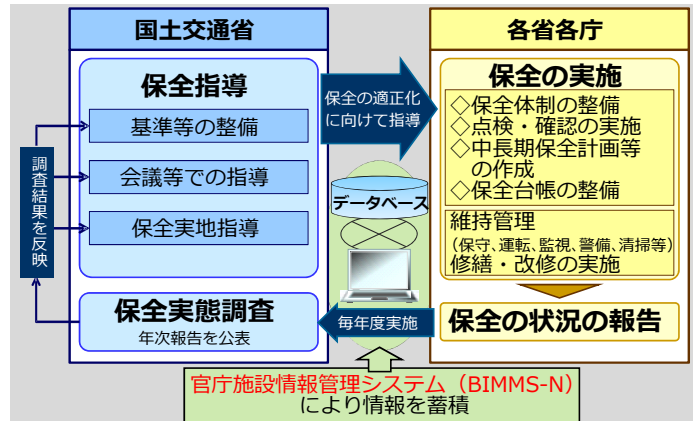 国土交通省
保全指導
基準等の整備
会議等での指導
保全実地指導
調査結果を反映
保全実態調査
年次報告を公表
保全の適正化
に向けて指導
データベース
毎年度実施
各省各庁
保全の実施
◇保全体制の整備
◇点検・確認の実施
◇中長期保全計画等
の作成
◇保全台帳の整備
維持管理
（保守、運転、監視、警備、清掃等）
修繕・改修の実施
保全の状況の報告
官庁施設情報管理システム（BIMMS-N）
により情報を蓄積